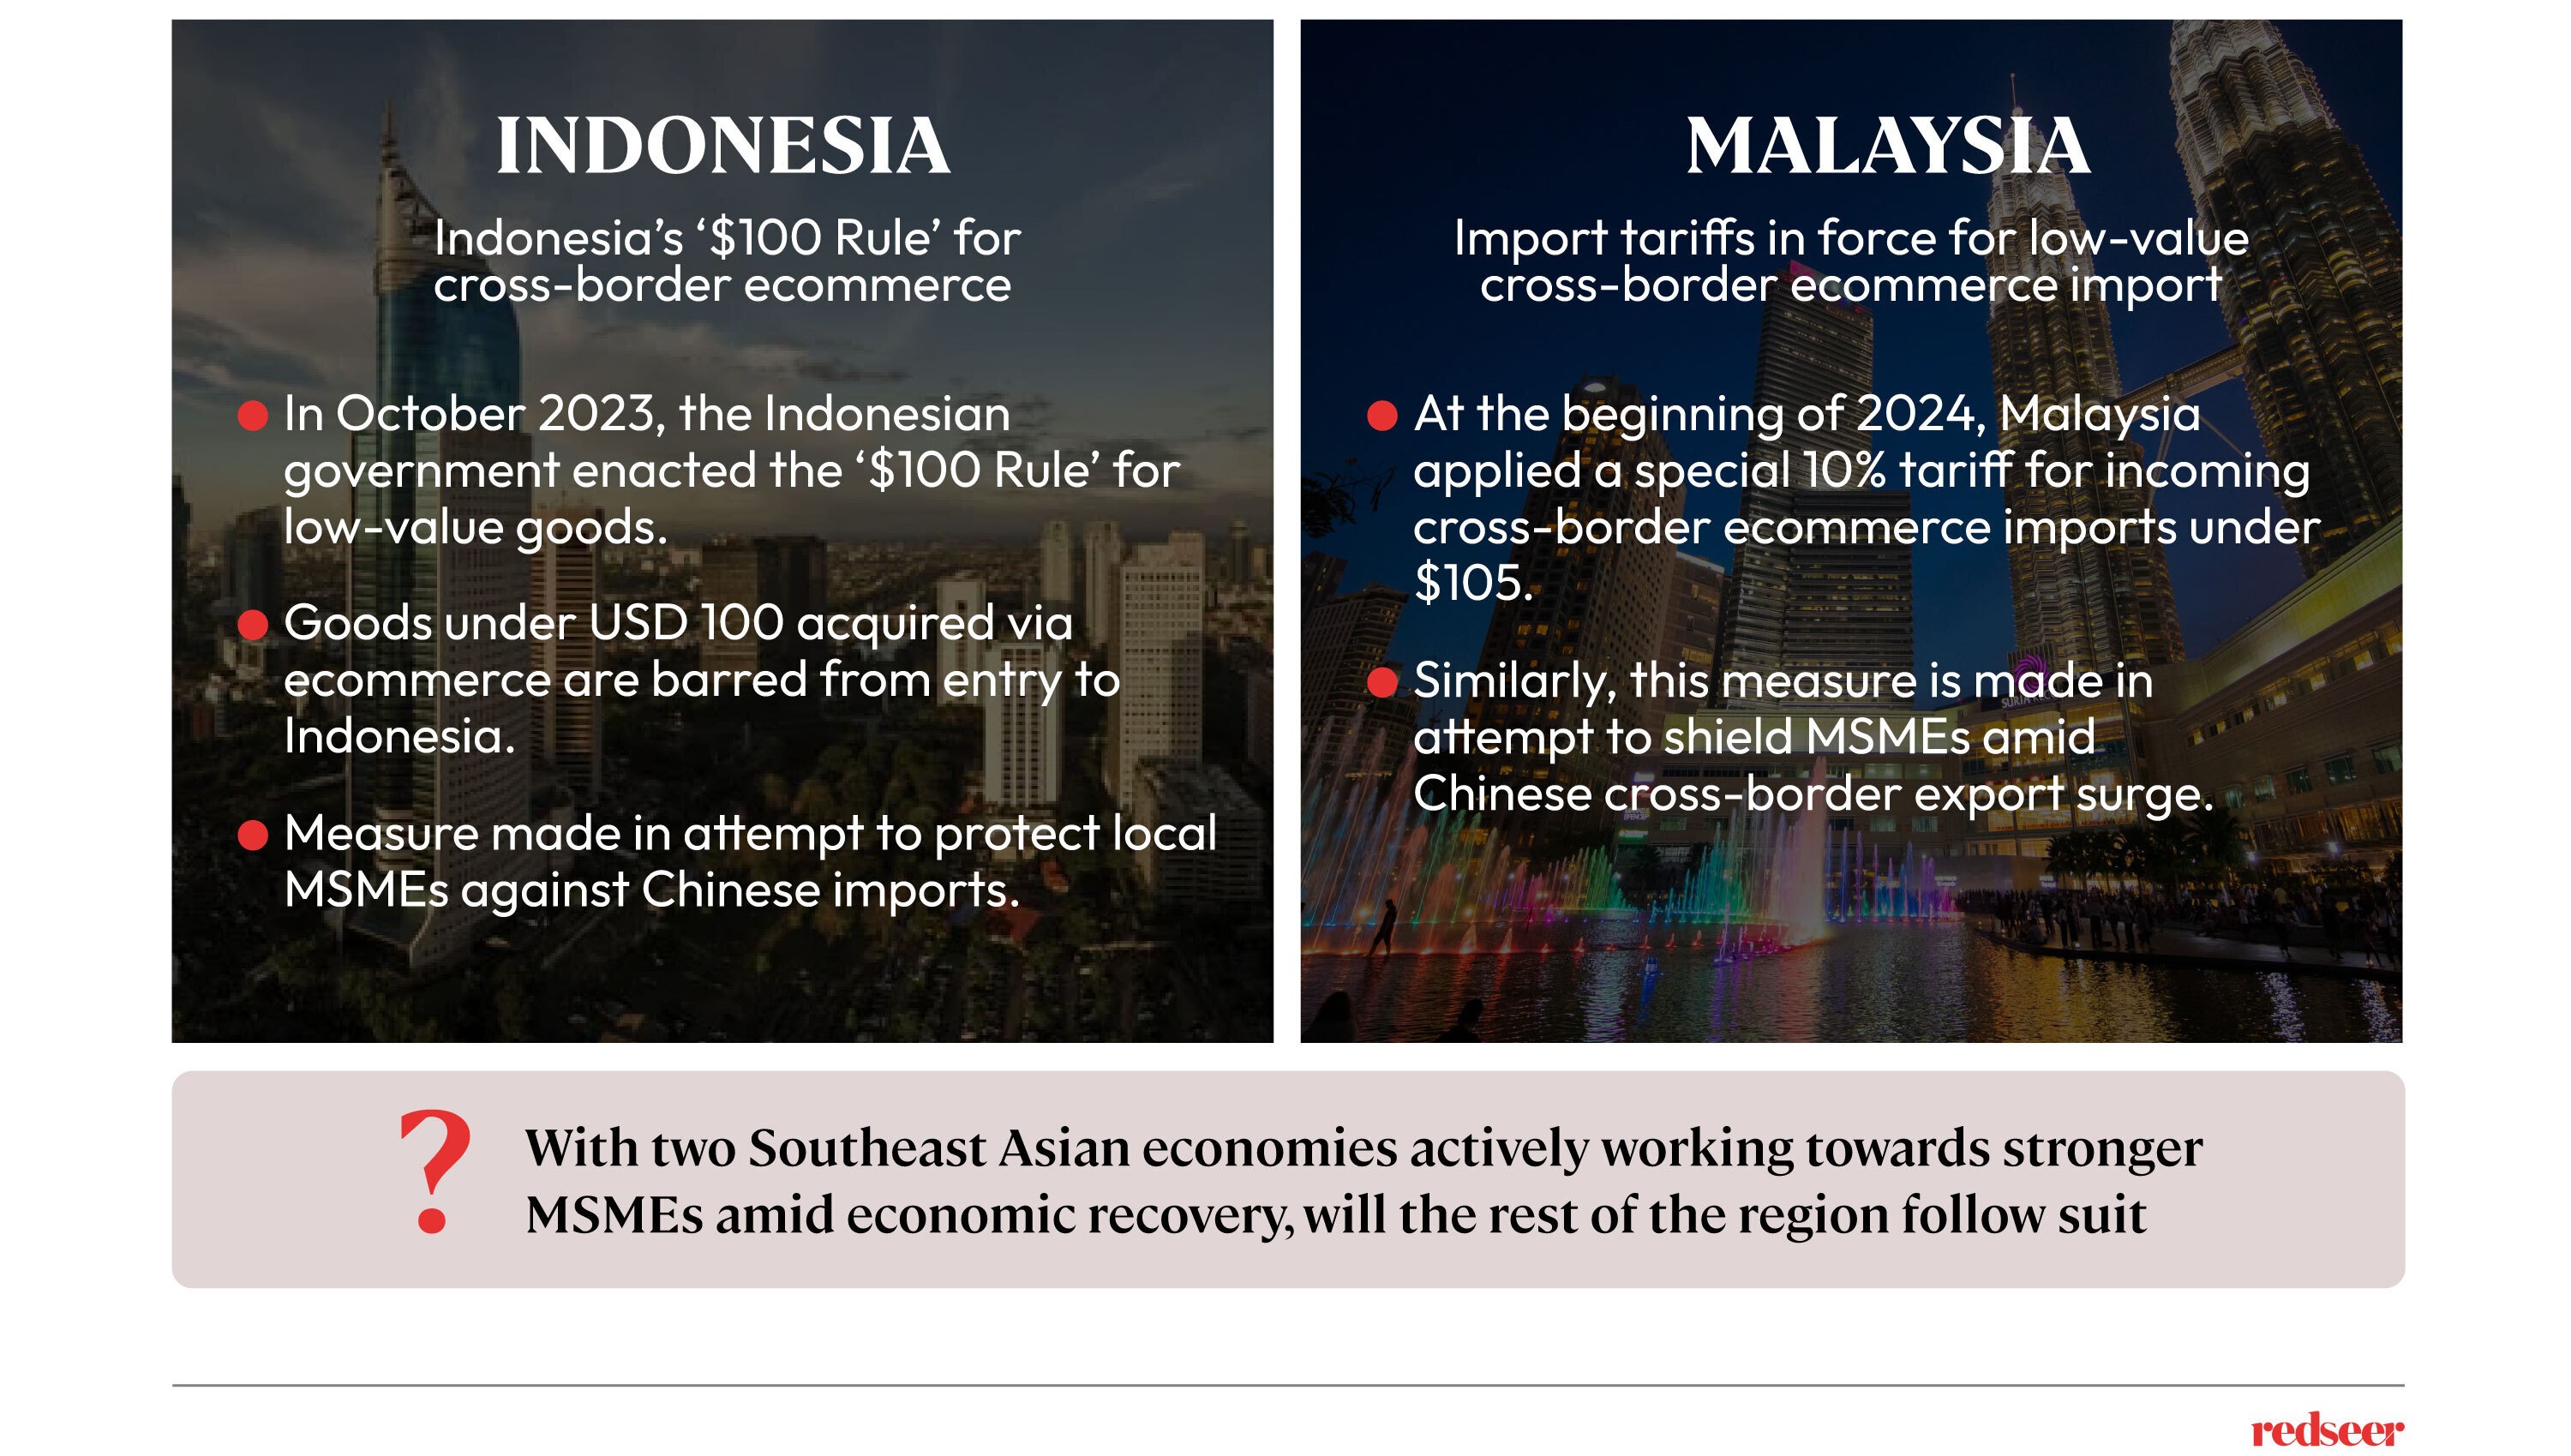 INDONESIA
Indonesia’s ‘$100 Rule’ for
cross-border ecommerce
In October 2023, the Indonesian
government enacted the ‘$100 Rule’ for
low-value goods.
Goods under USD 100 acquired via
ecommerce are barred from entry to
Indonesia.
Measure made in attempt to protect local
MSMEs against Chinese imports.
MALAYSIA
Import tariffs in force for low-value
cross-border ecommerce import
At the beginning of 2024, Malaysia
applied a special 10% tariff for incoming
cross-border ecommerce imports under
$105.
Similarly, this measure is made in
attempt to shield MSMEs amid
Chinese cross-border export surge.
?
With two Southeast Asian economies actively working towards stronger
MSMEs amid economic recovery, will the rest of the region follow suit
redseer